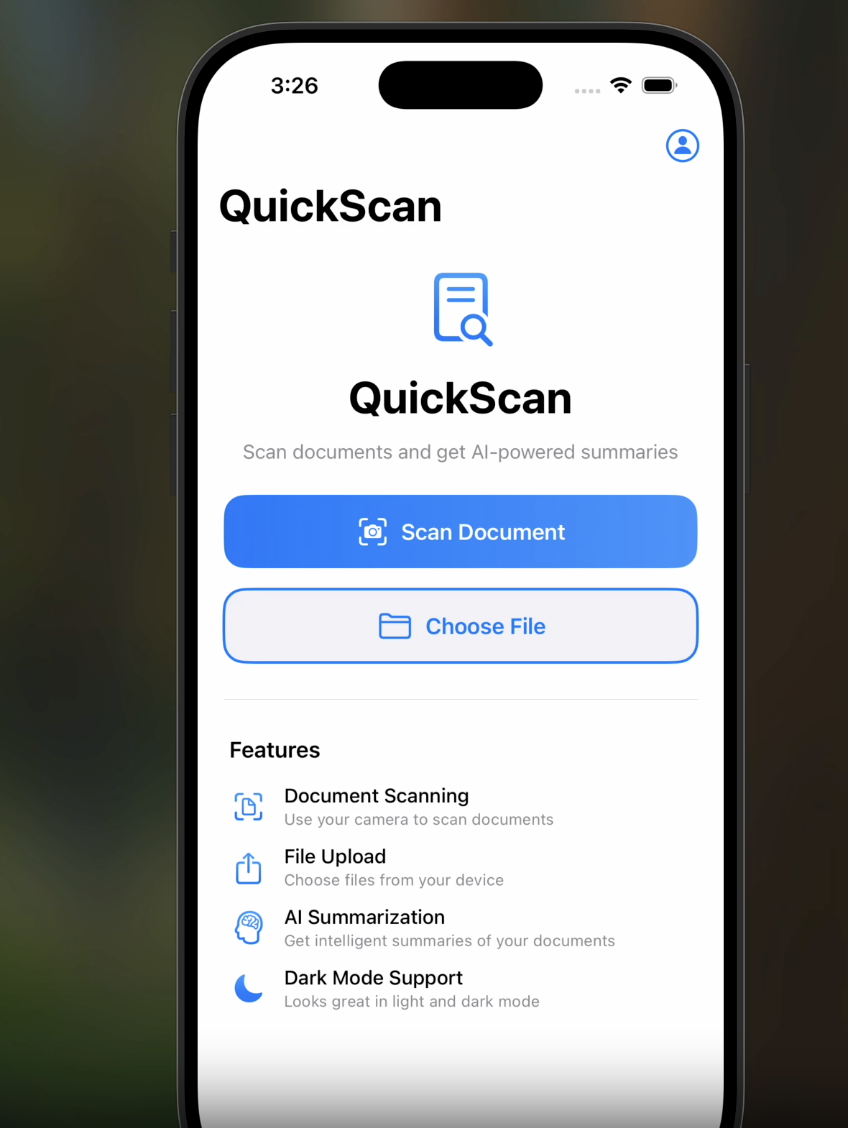 3:26
QuickScan
QuickScan
Scan documents and get AI-powered summaries
Scan Document
Choose File
Features
Document Scanning
Use your camera to scan documents
File Upload
Choose files from your device
AI Summarization
Get intelligent summaries of your documents
Dark Mode Support
Looks great in light and dark mode